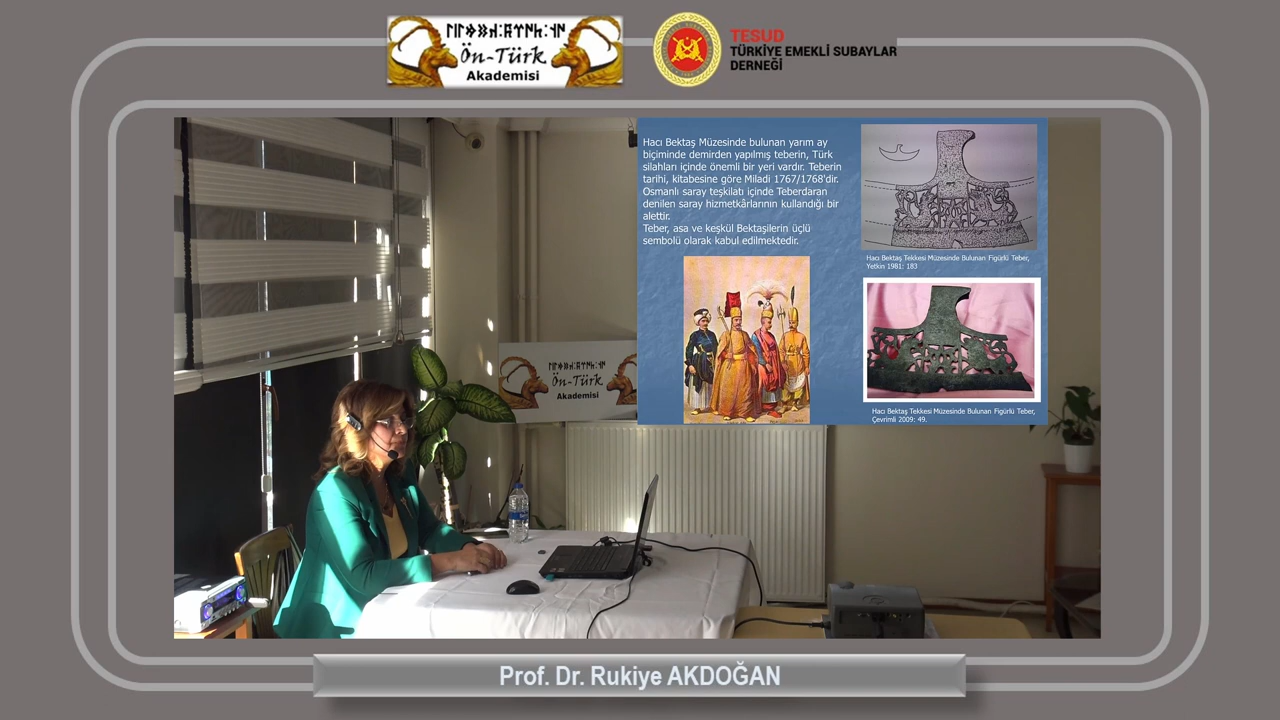 Ön-Türk
Akademisi
TESUD
TÜRKİYE EMEKLİ SUBAYLAR
DERNEĞİ
Hacı Bektaş Müzesinde bulunan yarım ay
biçiminde demirden yapılmış teberin, Türk
silahları içinde önemli bir yeri vardır. Teberin
tarihi, kitabesine göre Miladi 1767/1768'dir.
Osmanlı saray teşkilatı içinde Teberdaran
denilen saray hizmetkârlarının kullandığı bir
alettir.
Teber, asa ve keşkül Bektaşilerin üçlü
sembolü olarak kabul edilmektedir.
Hacı Bektaş Tekkesi Müzesinde Bulunan Figürlü Teber,
Yetkin 1981: 183
Hacı Bektaş Tekkesi Müzesinde Bulunan Figürlü Teber,
Çevrimli 2009: 49.
Ön-Türk
Akademisi
Prof. Dr. Rukiye AKDOĞAN